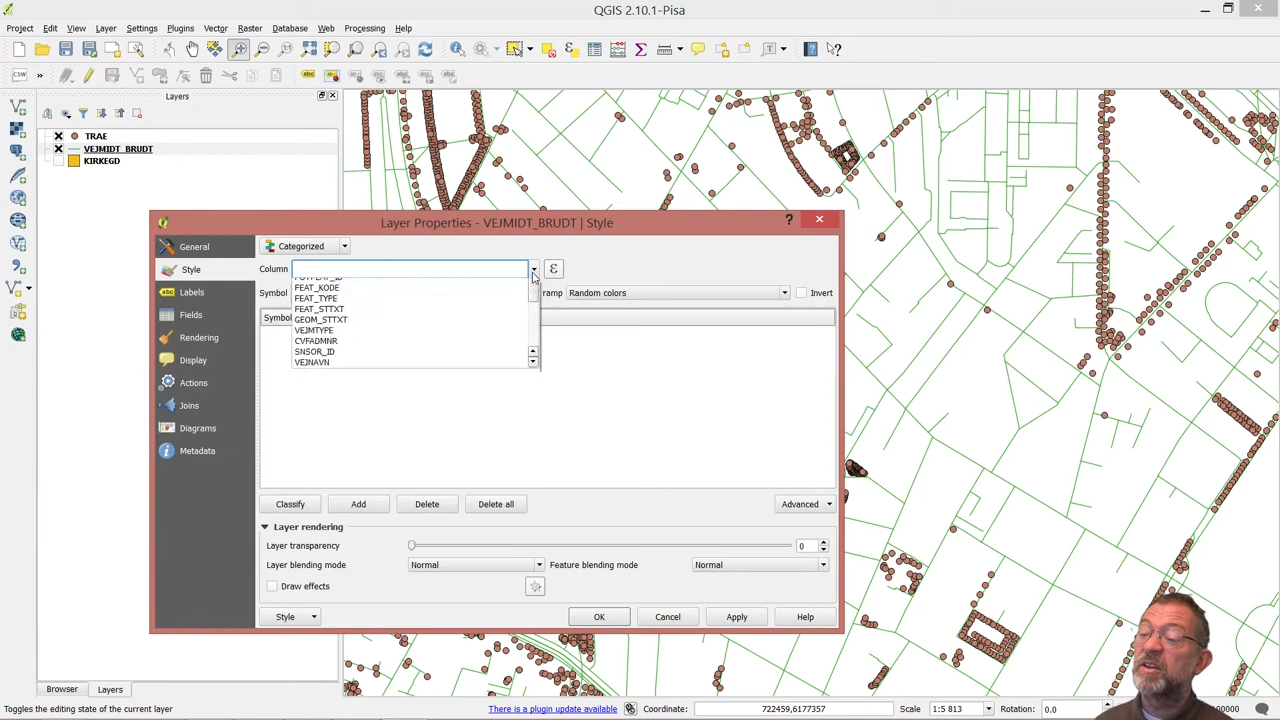 QGIS 2.10.1-Pisa
Project Edit View Layer Settings Plugins Vector Raster Database Web Processing Help
CSW »
Layers
TRAE
VEJMIDT_BRUDT
KIRKEGD
Layer Properties - VEJMIDT_BRUDT | Style
General
Style
Labels
Fields
Rendering
Display
Actions
Joins
Diagrams
Metadata
Categorized
Column
FEAT_KODE
FEAT_TYPE
FEAT_STTXT
GEOM_STTXT
VEJMTYPE
CVFADMNR
SNSOR_ID
VEJNAVN
Symbol
ramp Random colors Invert
Symbol
Classify Add Delete Delete all Advanced
Layer rendering
Layer transparency 0
Layer blending mode Normal Feature blending mode Normal
Draw effects
Style OK Cancel Apply Help
Browser Layers
Toggles the editing state of the current layer There is a plugin update available Coordinate: 722459,6177357 Scale 1:5 813 Rotation: 0.0